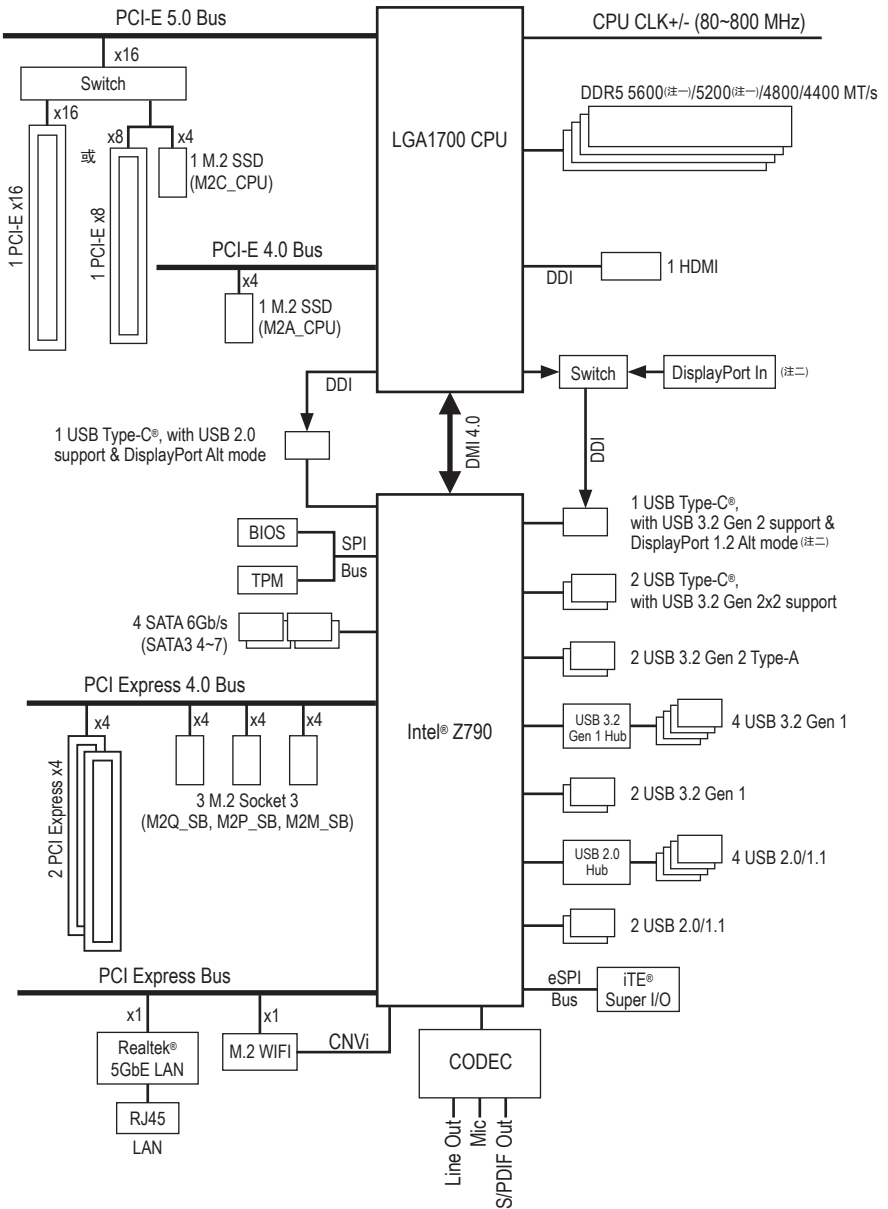 PCI-E 5.0 Bus
CPU CLK+/- (80~800 MHz)
x16
Switch
x16
x8
x4
或
1 PCI-E x16
1 PCI-E x8
1 M.2 SSD
(M2C_CPU)
LGA1700 CPU
DDR5 5600(注一)/5200(注一)/4800/4400 MT/s
PCI-E 4.0 Bus
x4
1 M.2 SSD
(M2A_CPU)
DDI
1 HDMI
DDI
Switch
DisplayPort In
(注二)
1 USB Type-C®, with USB 2.0
support & DisplayPort Alt mode
DMI 4.0
DDI
BIOS
TPM
SPI
Bus
1 USB Type-C®,
with USB 3.2 Gen 2 support &
DisplayPort 1.2 Alt mode (注二)
2 USB Type-C®,
with USB 3.2 Gen 2x2 support
4 SATA 6Gb/s
(SATA3 4~7)
2 USB 3.2 Gen 2 Type-A
PCI Express 4.0 Bus
x4
x4
x4
x4
2 PCI Express x4
3 M.2 Socket 3
(M2Q_SB, M2P_SB, M2M_SB)
Intel® Z790
USB 3.2
Gen 1 Hub
4 USB 3.2 Gen 1
2 USB 3.2 Gen 1
USB 2.0
Hub
4 USB 2.0/1.1
2 USB 2.0/1.1
PCI Express Bus
eSPI
Bus
iTE®
Super I/O
x1
x1
Realtek®
5GbE LAN
M.2 WIFI
CNVi
CODEC
RJ45
LAN
Line Out
Mic
S/PDIF Out